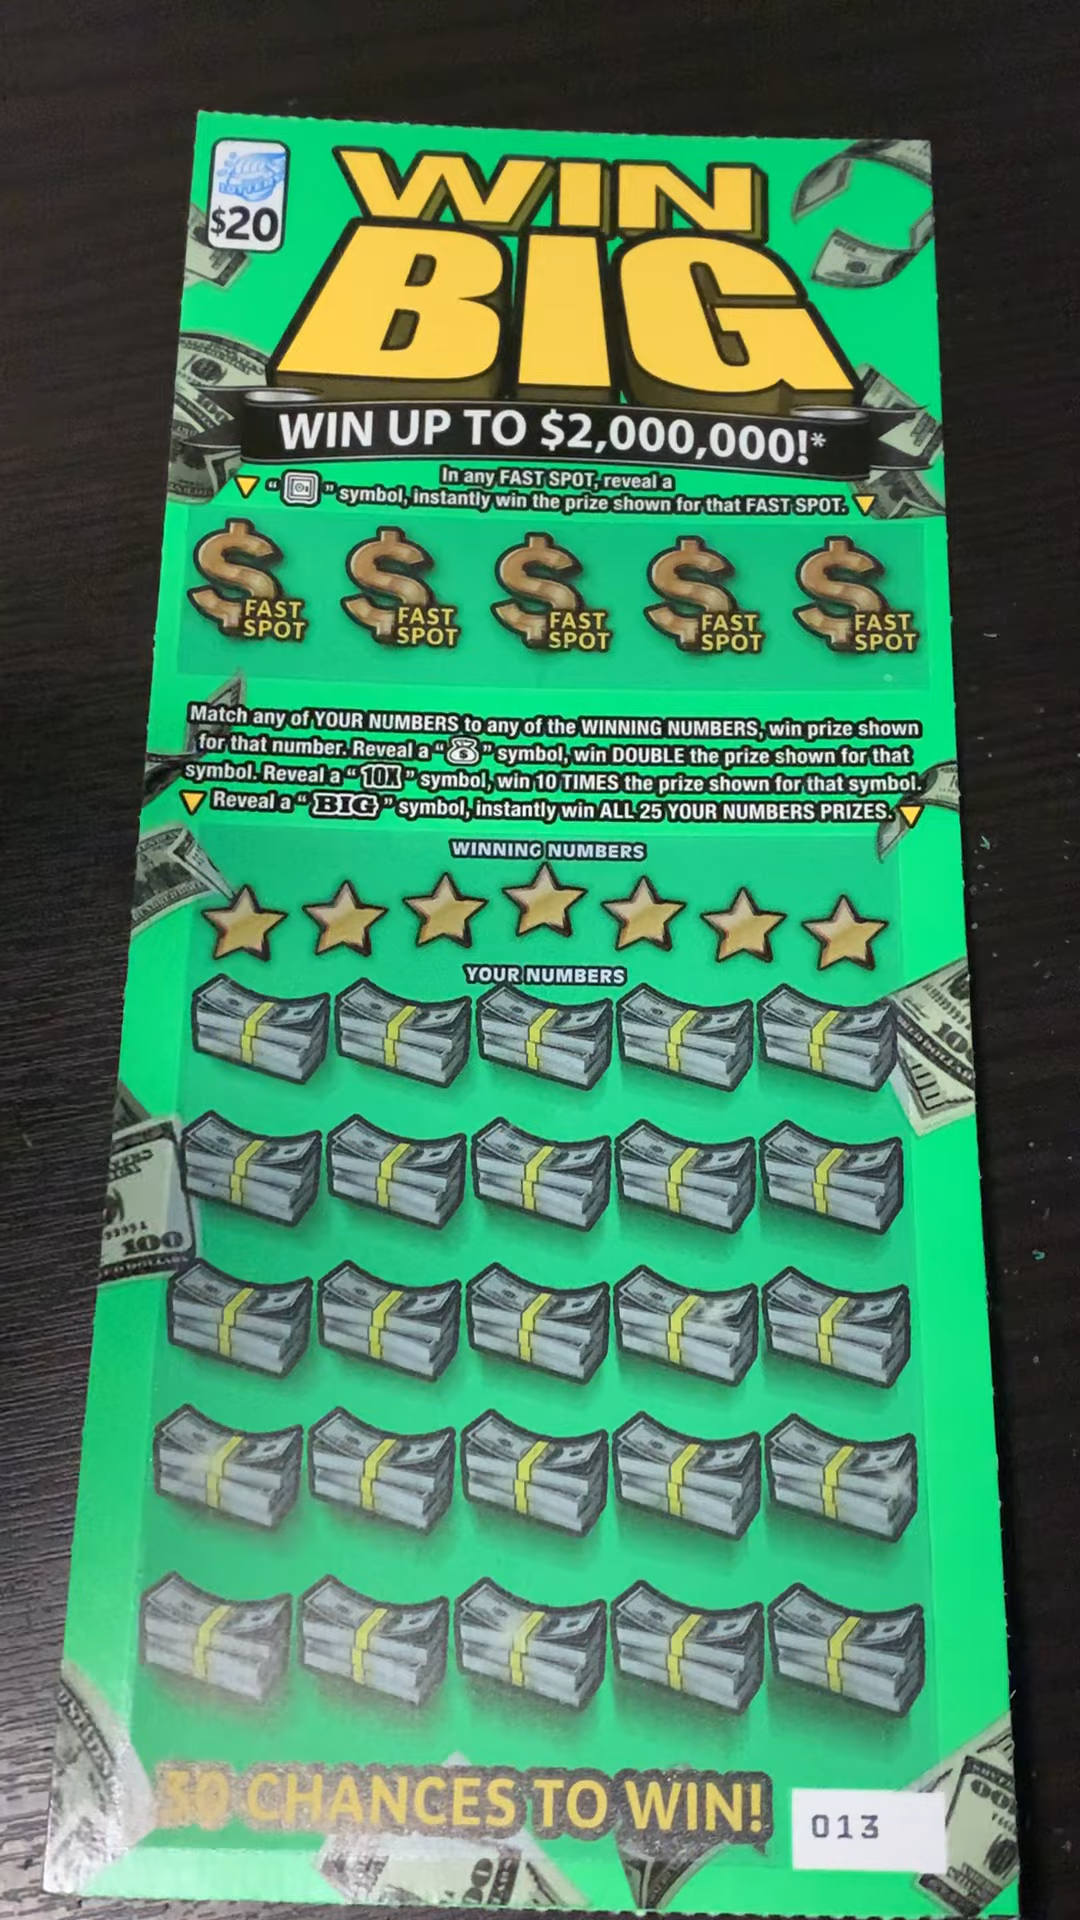 LOTTERY
$20
WIN
BIG
WIN UP TO $2,000,000!*
In any FAST SPOT, reveal a
“ ” symbol, instantly win the prize shown for that FAST SPOT.
FAST SPOT FAST SPOT FAST SPOT FAST SPOT FAST SPOT
Match any of YOUR NUMBERS to any of the WINNING NUMBERS, win prize shown
for that number. Reveal a “ $ ” symbol, win DOUBLE the prize shown for that
symbol. Reveal a “ 10X ” symbol, win 10 TIMES the prize shown for that symbol.
Reveal a “ BIG ” symbol, instantly win ALL 25 YOUR NUMBERS PRIZES.
WINNING NUMBERS
YOUR NUMBERS
100
100
30 CHANCES TO WIN!
013